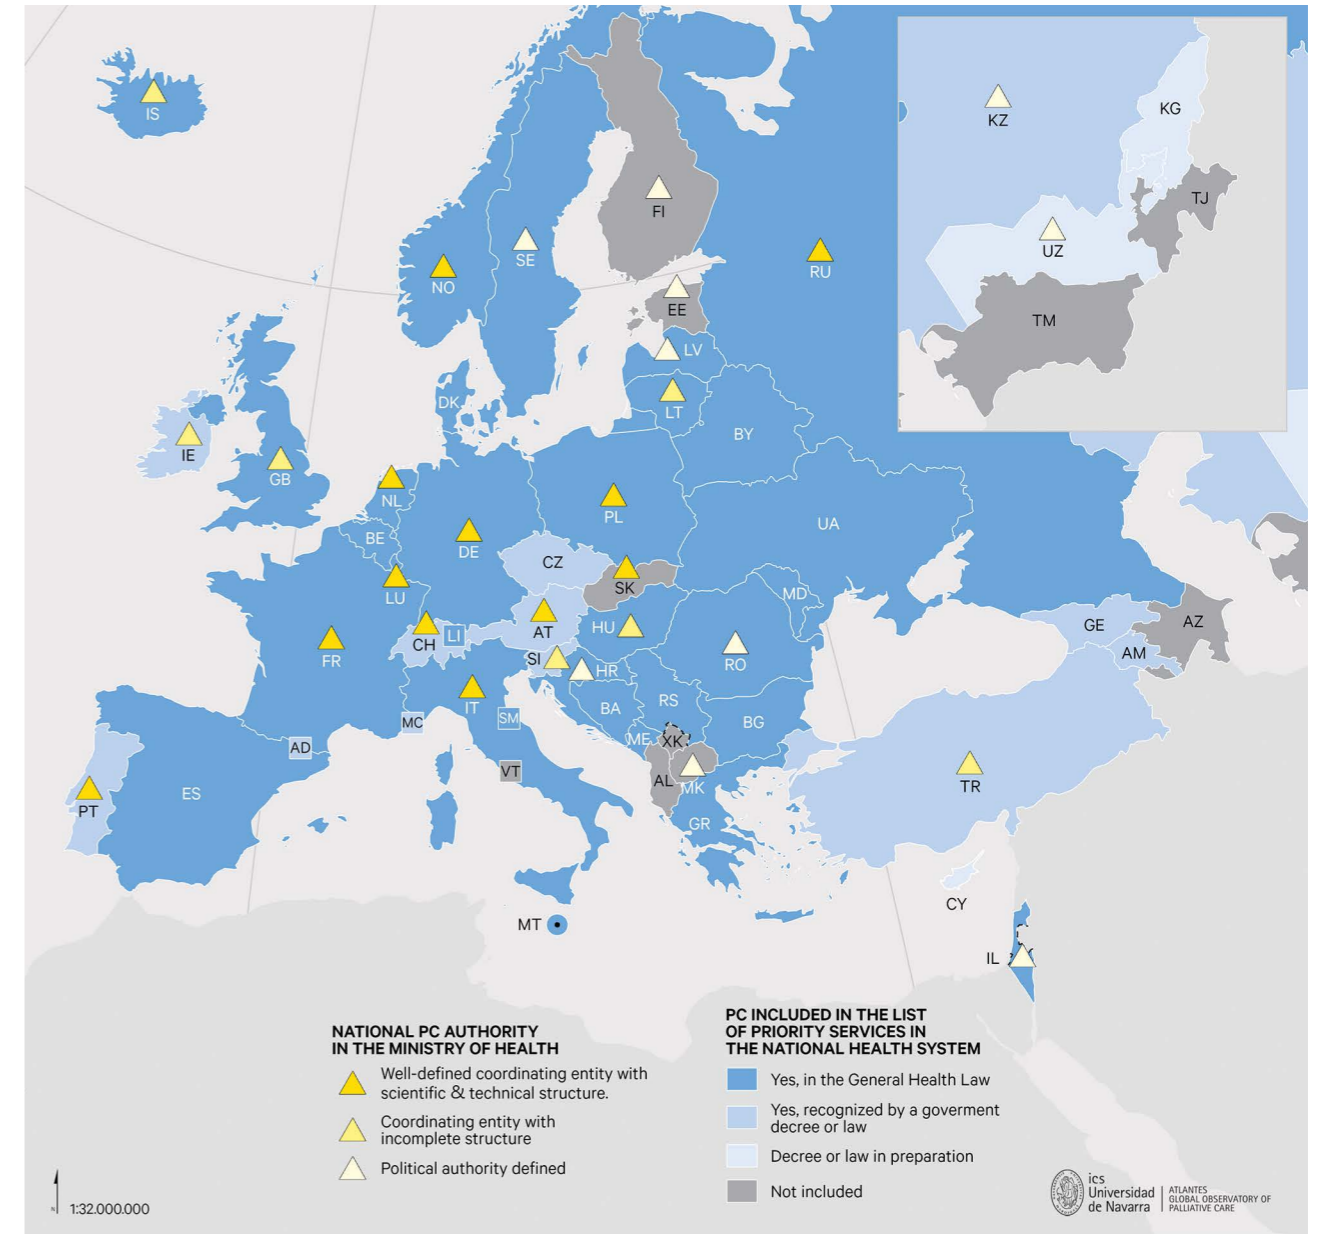 IS
KZ
KG
TJ
UZ
TM
FI
SE
NO
RU
EE
LV
LT
DK
BY
IE
GB
NL
PL
BE
DE
UA
CZ
LU
SK
MD
CH
LI
AT
HU
FR
SI
HR
RO
GE
AZ
AM
IT
BA
RS
MC
SM
BG
AD
ME
XK
VT
AL
MK
TR
ES
PT
GR
CY
MT
IL
NATIONAL PC AUTHORITY
IN THE MINISTRY OF HEALTH
Well-defined coordinating entity with
scientific & technical structure.
Coordinating entity with
incomplete structure
Political authority defined
PC INCLUDED IN THE LIST
OF PRIORITY SERVICES IN
THE NATIONAL HEALTH SYSTEM
Yes, in the General Health Law
Yes, recognized by a goverment
decree or law
Decree or law in preparation
Not included
N
1:32.000.000
ics
Universidad
de Navarra
ATLANTES
GLOBAL OBSERVATORY OF
PALLIATIVE CARE